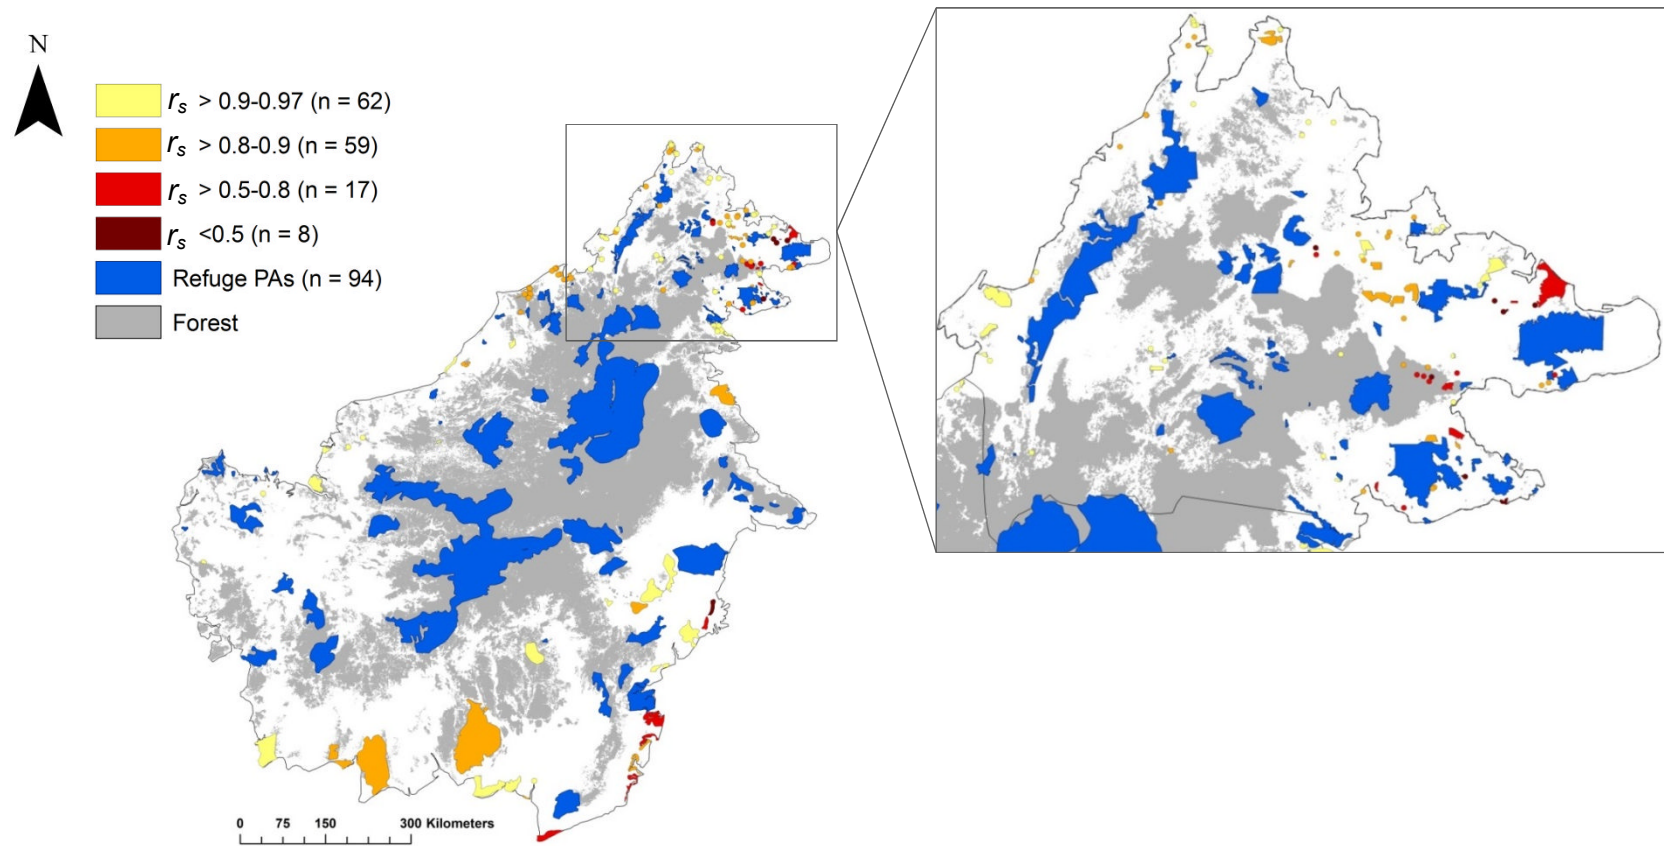 N
rs > 0.9-0.97 (n = 62)
rs > 0.8-0.9 (n = 59)
rs > 0.5-0.8 (n = 17)
rs <0.5 (n = 8)
Refuge PAs (n = 94)
Forest
0 75 150 300 Kilometers